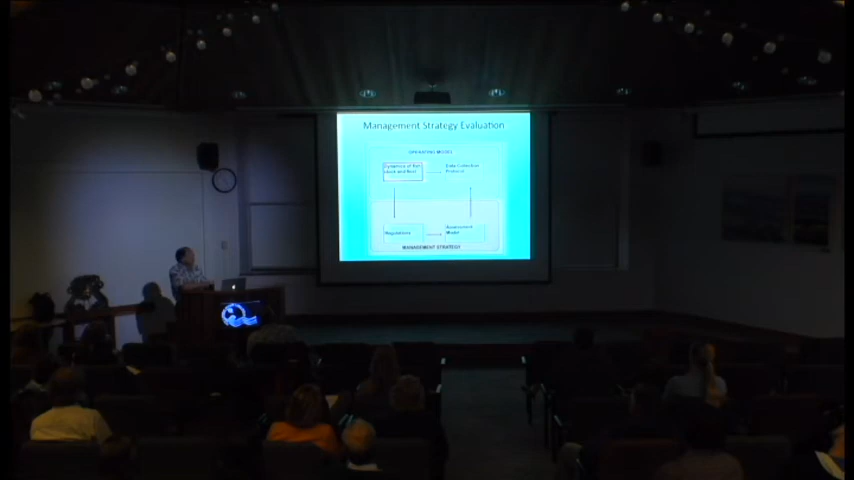 Management Strategy Evaluation
OPERATING MODEL
Dynamics of fish
stock and fleet
Data Collection
Protocol
Regulations
Assessment
Model
MANAGEMENT STRATEGY